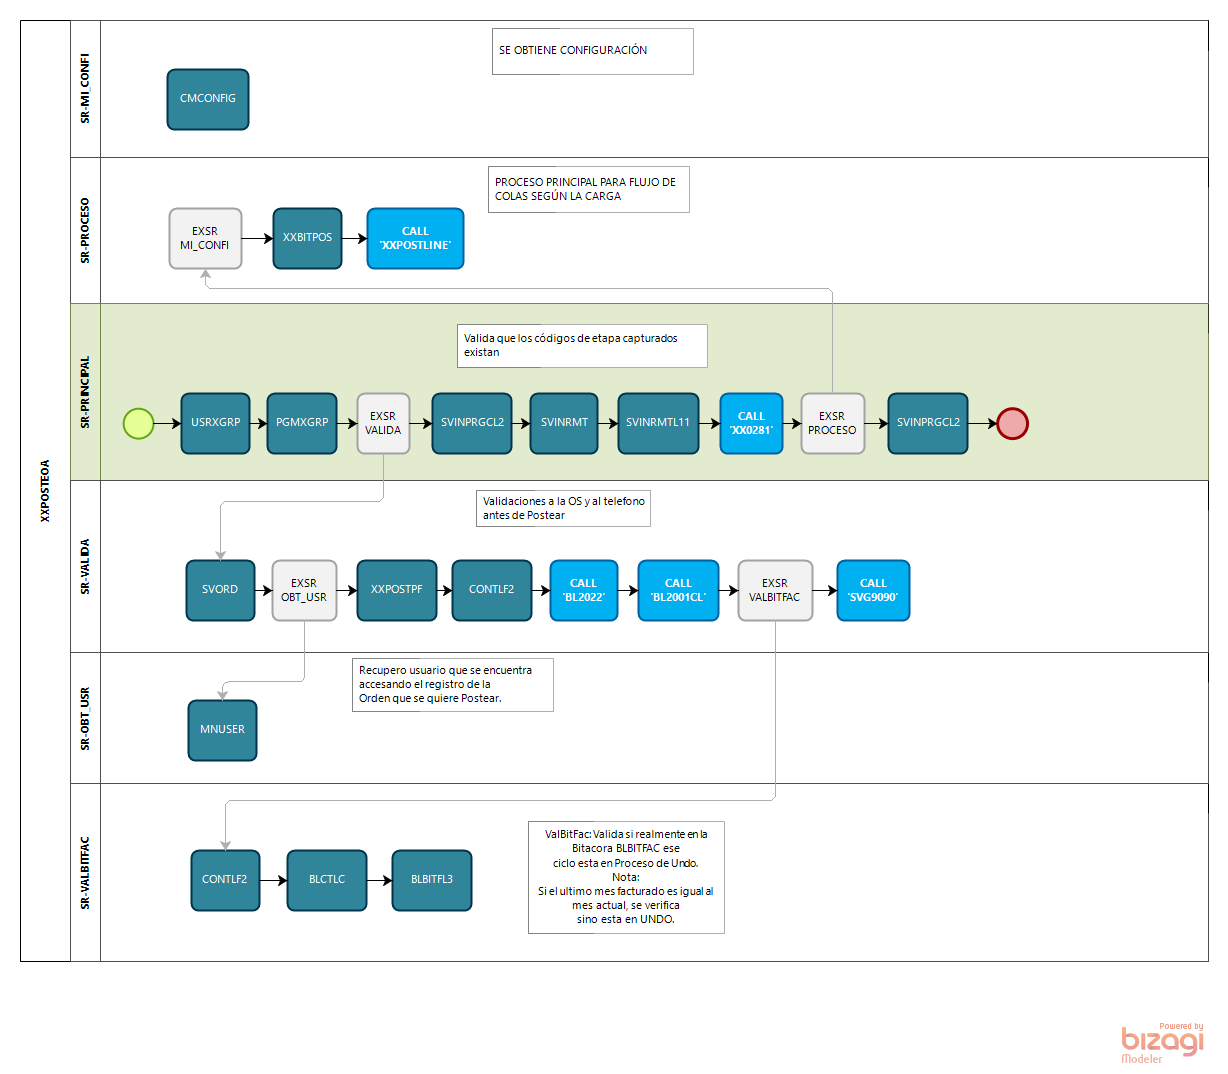 XXPOSTEOA
SR-MI_CONFI
SE OBTIENE CONFIGURACIÓN
CMCONFIG
SR-PROCESO
PROCESO PRINCIPAL PARA FLUJO DE
COLAS SEGÚN LA CARGA
EXSR
MI_CONFI
XXBITPOS
CALL
'XXPOSTLINE'
SR-PRINCIPAL
Valida que los códigos de etapa capturados
existan
USRXGRP
PGMXGRP
EXSR
VALIDA
SVINPRGCL2
SVINRMT
SVINRMTL11
CALL
'XX0281'
EXSR
PROCESO
SVINPRGCL2
SR-VALIDA
Validaciones a la OS y al telefono
antes de Postear
SVORD
EXSR
OBT_USR
XXPOSTPF
CONTLF2
CALL
'BL2022'
CALL
'BL2001CL'
EXSR
VALBITFAC
CALL
'SVG9090'
SR-OBT_USR
Recupero usuario que se encuentra
accesando el registro de la
Orden que se quiere Postear.
MNUSER
SR-VALBITFAC
ValBitFac: Valida si realmente en la
Bitacora BLBITFAC ese
ciclo esta en Proceso de Undo.
Nota:
Si el ultimo mes facturado es igual al
mes actual, se verifica
sino esta en UNDO.
CONTLF2
BLCTLC
BLBITFL3
Powered by
bizagi
Modeler